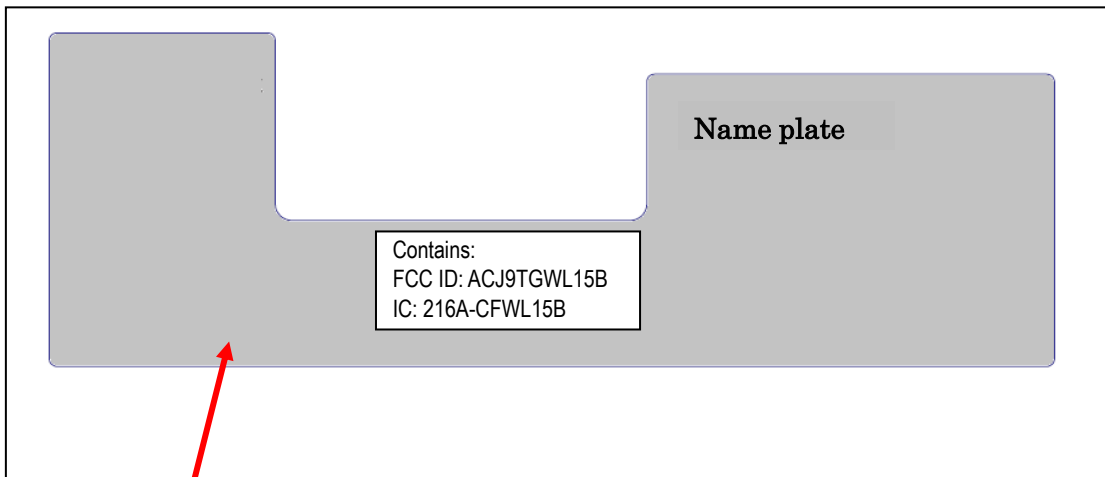 Name plate
Contains:
FCC ID: ACJ9TGWL15B
IC: 216A-CFWL15B